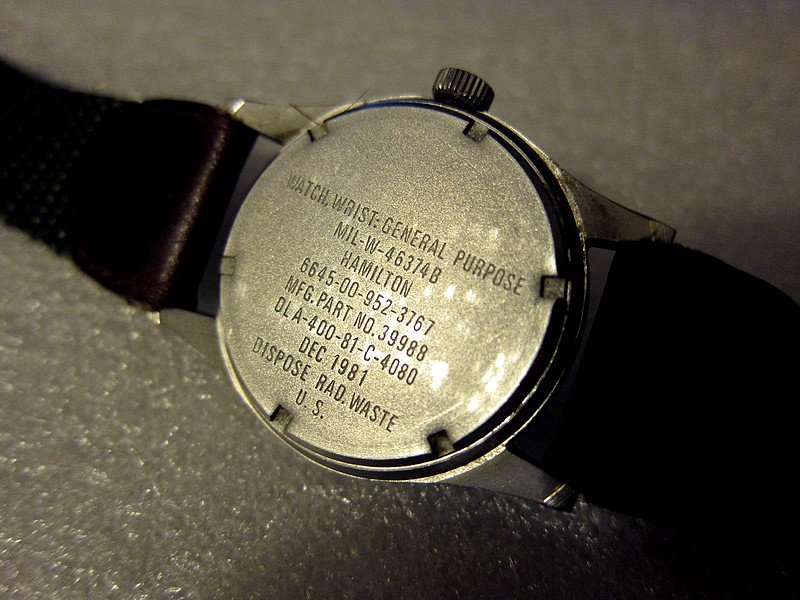 WATCH, WRIST: GENERAL PURPOSE
MIL-W-46374B
HAMILTON
6645-00-952-3767
MFG. PART NO. 39988
DLA-400-81-C-4080
DEC 1981
DISPOSE RAD. WASTE
U. S.